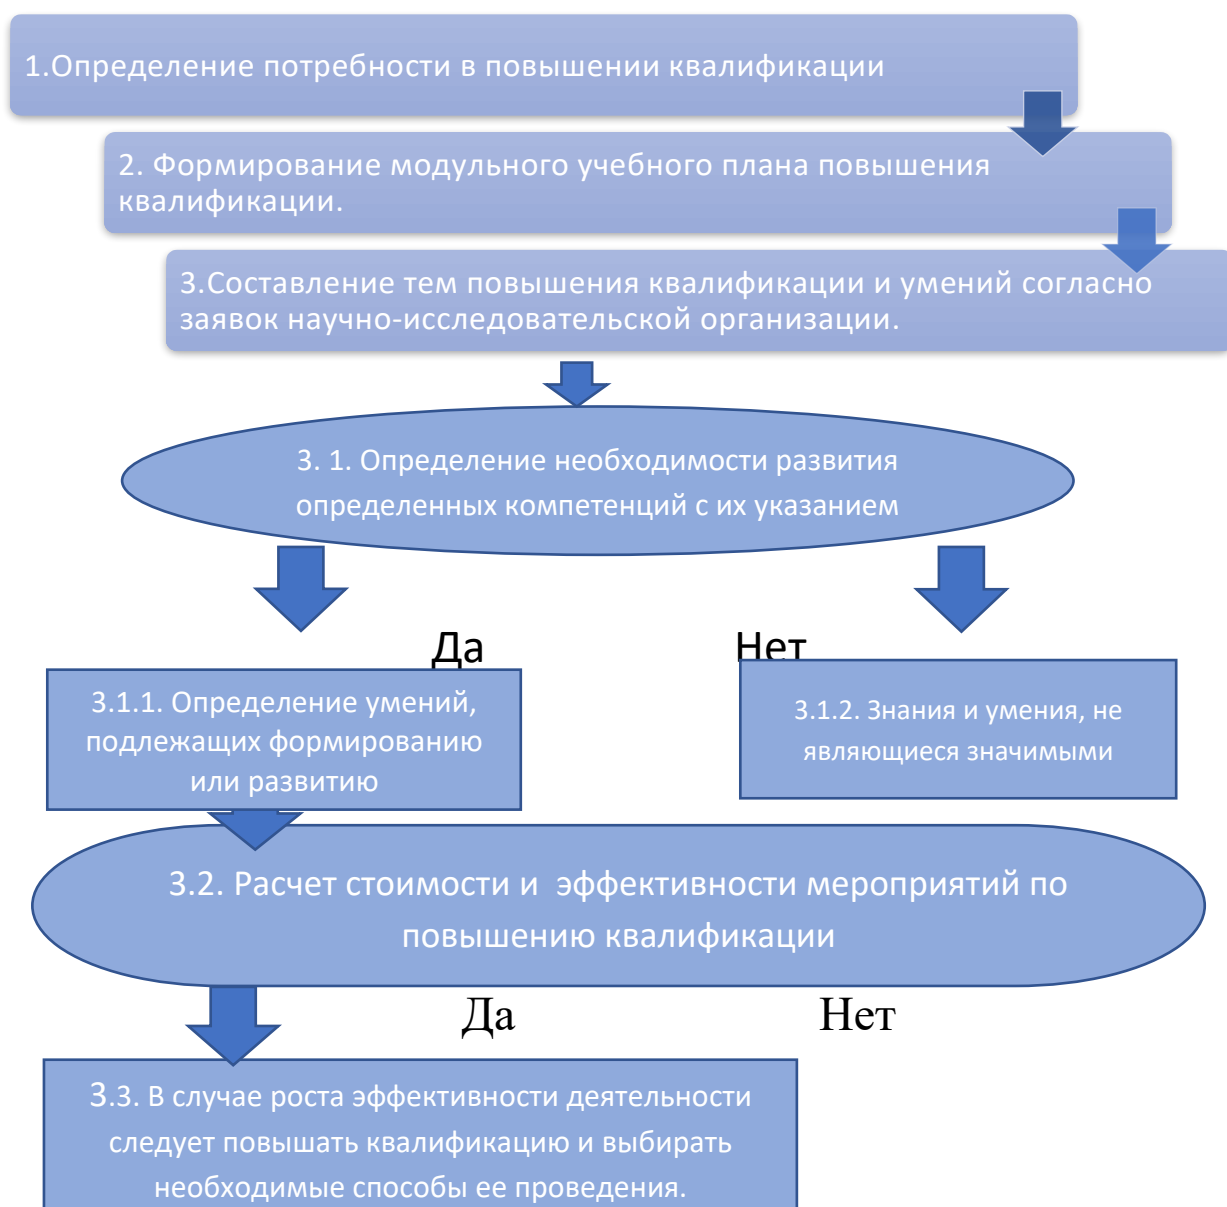 1.Определение потребности в повышении квалификации
2. Формирование модульного учебного плана повышения
квалификации.
3.Составление тем повышения квалификации и умений согласно
заявок научно-исследовательской организации.
3. 1. Определение необходимости развития
определенных компетенций с их указанием
Да
Нет
3.1.1. Определение умений,
подлежащих формированию
или развитию
3.1.2. Знания и умения, не
являющиеся значимыми
3.2. Расчет стоимости и эффективности мероприятий по
повышению квалификации
Да
Нет
3.3. В случае роста эффективности деятельности
следует повышать квалификацию и выбирать
необходимые способы ее проведения.